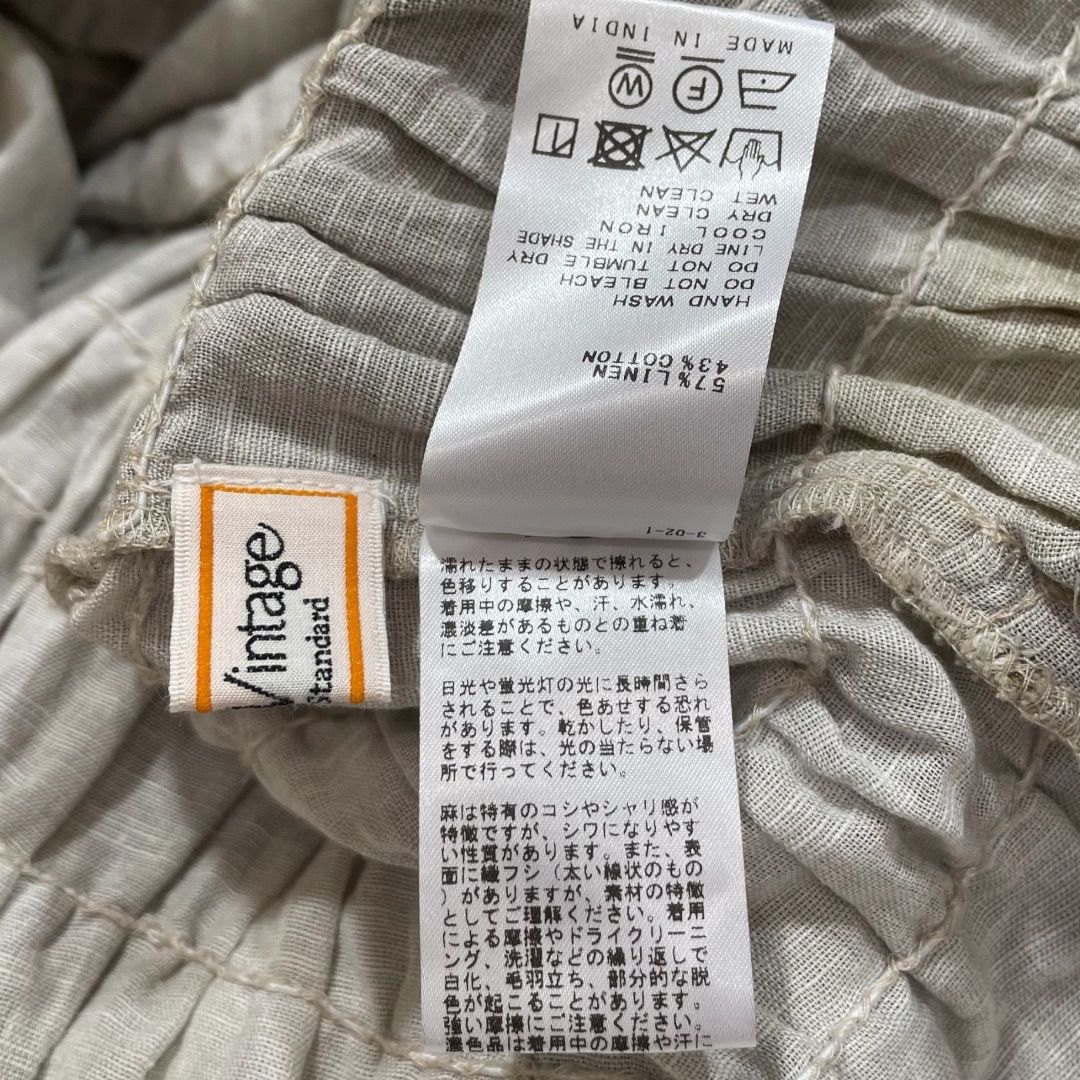 57% LINEN
43% COTTON
HAND WASH
DO NOT BLEACH
DO NOT TUMBLE DRY
LINE DRY IN THE SHADE
COOL IRON
DRY CLEAN
WET CLEAN
F
W
MADE IN INDIA
3-02-1
Vintage
Standard
濡れたままの状態で擦れると、
色移りすることがあります。
着用中の摩擦や、汗、水濡れ、
濃淡差があるものとの重ね着
にご注意ください。
日光や蛍光灯の光に長時間さら
されることで、色あせする恐れ
があります。乾かしたり、保管
をする際は、光の当たらない場
所で行ってください。
麻は特有のコシやシャリ感が
特徴ですが、シワになりやす
い性質があります。また、表
面に織フシ（太い線状のもの
）がありますが、素材の特徴
としてご理解ください。着用
による摩擦やドライクリーニ
ング、洗濯などの繰り返しで
白化、毛羽立ち、部分的な脱
色が起こることがあります。
強い摩擦にご注意ください。
濃色品は着用中の摩擦や汗に